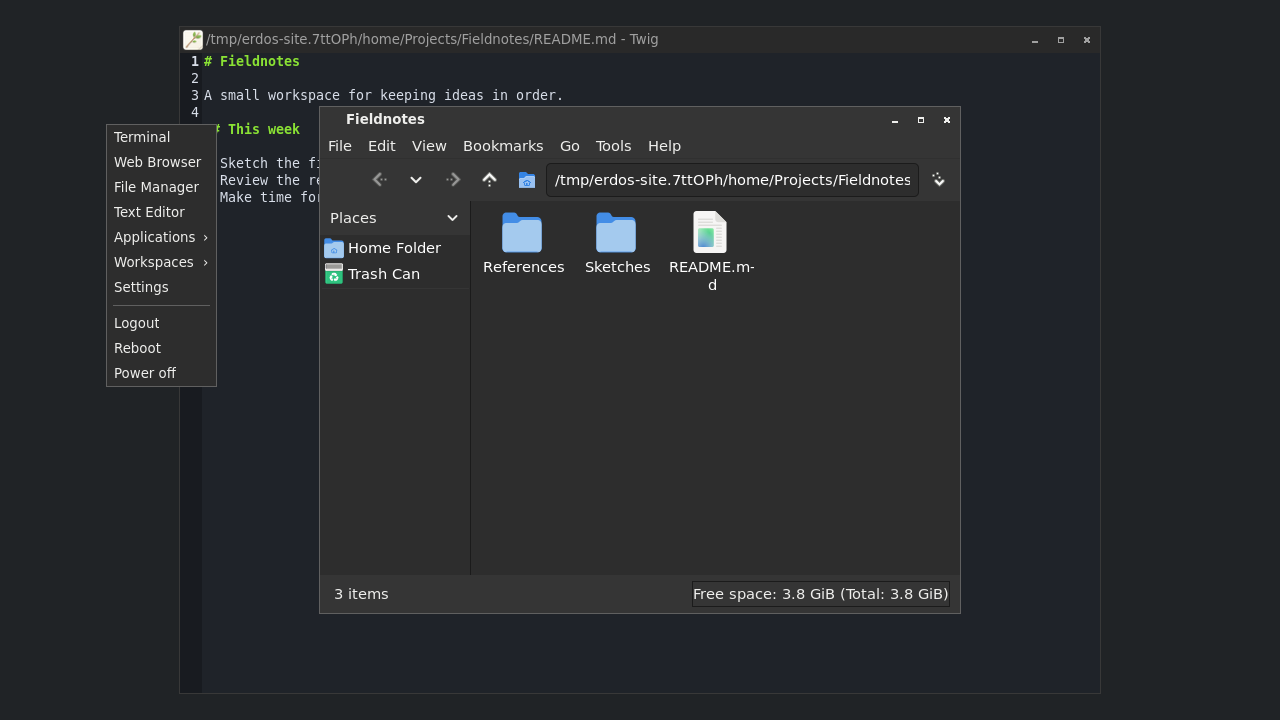 /tmp/erdos-site.7ttOPh/home/Projects/Fieldnotes/README.md - Twig
1 # Fieldnotes
2
3 A small workspace for keeping ideas in order.
4
# This week
Sketch the fi
Review the re
Make time for
Terminal
Web Browser
File Manager
Text Editor
Applications ›
Workspaces ›
Settings
Logout
Reboot
Power off
Fieldnotes
File Edit View Bookmarks Go Tools Help
/tmp/erdos-site.7ttOPh/home/Projects/Fieldnotes
Places
Home Folder
Trash Can
References Sketches README.m-
d
3 items
Free space: 3.8 GiB (Total: 3.8 GiB)